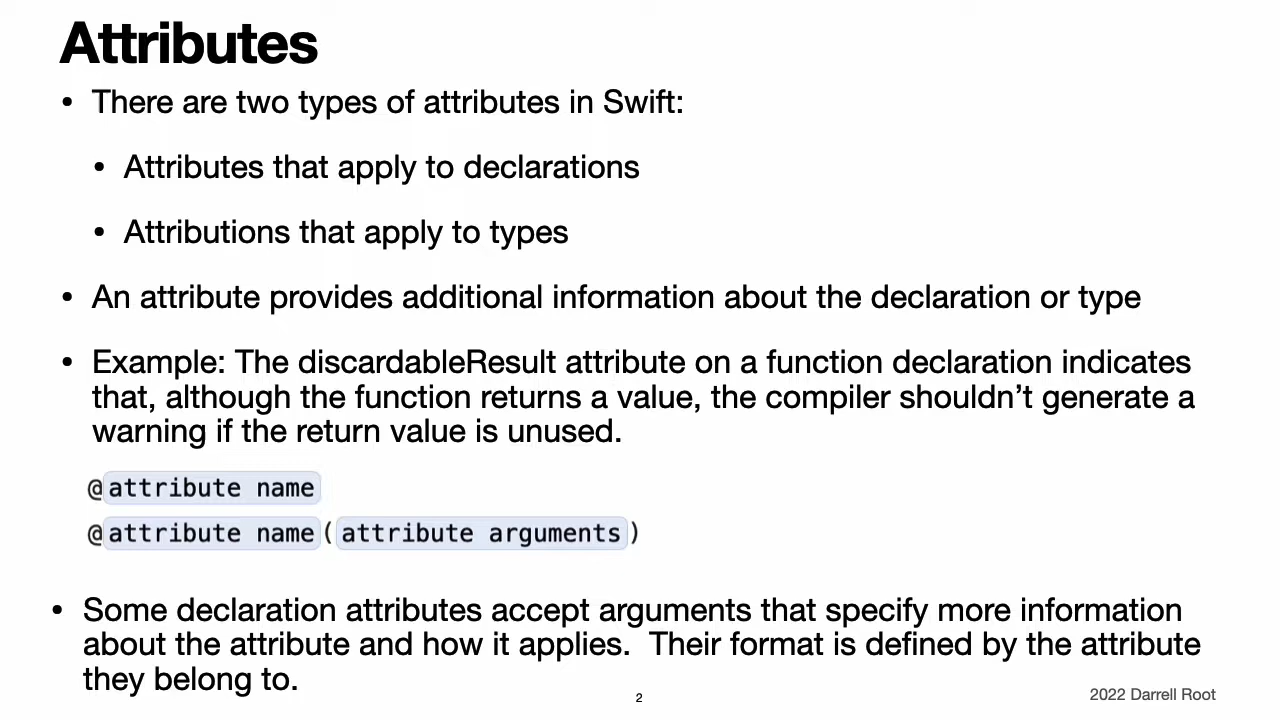 Attributes
• There are two types of attributes in Swift:
• Attributes that apply to declarations
• Attributions that apply to types
• An attribute provides additional information about the declaration or type
• Example: The discardableResult attribute on a function declaration indicates
that, although the function returns a value, the compiler shouldn’t generate a
warning if the return value is unused.
@attribute name
@attribute name(attribute arguments)
• Some declaration attributes accept arguments that specify more information
about the attribute and how it applies.  Their format is defined by the attribute
they belong to.
2
2022 Darrell Root